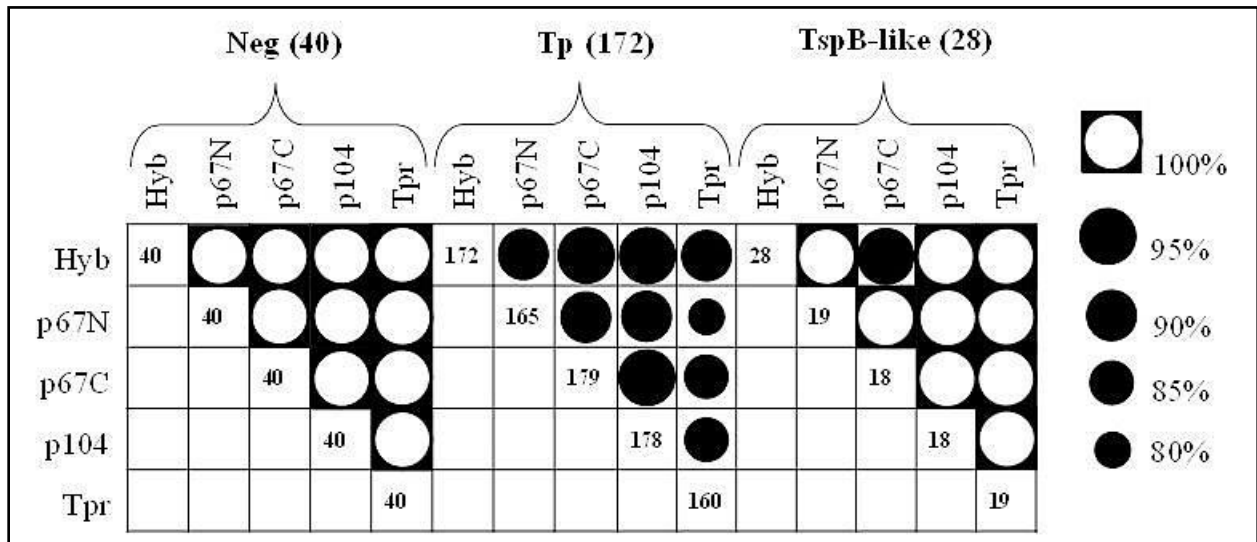 Neg (40) Tp (172) TspB-like (28)
Hyb p67N p67C p104 Tpr Hyb p67N p67C p104 Tpr Hyb p67N p67C p104 Tpr
100%
Hyb 40 172 28
95%
p67N 40 165 19
90%
p67C 40 179 18
85%
p104 40 178 18
80%
Tpr 40 160 19